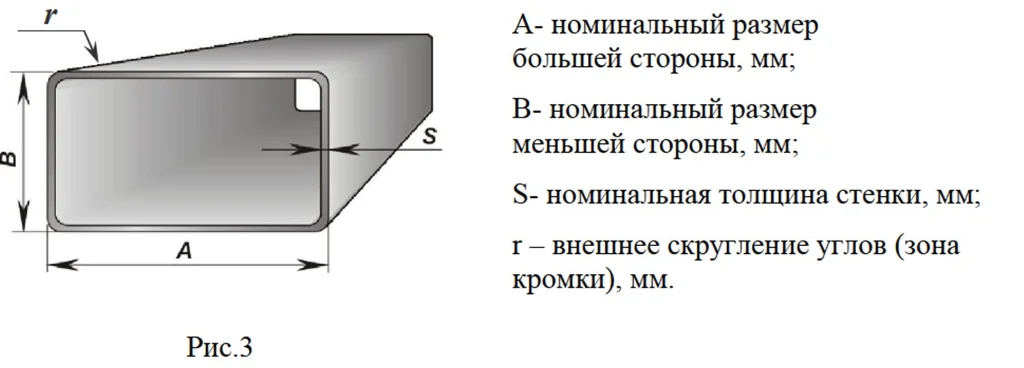 r
B
S
A
Рис.3
А- номинальный размер
большей стороны, мм;
В- номинальный размер
меньшей стороны, мм;
S- номинальная толщина стенки, мм;
r – внешнее скругление углов (зона
кромки), мм.